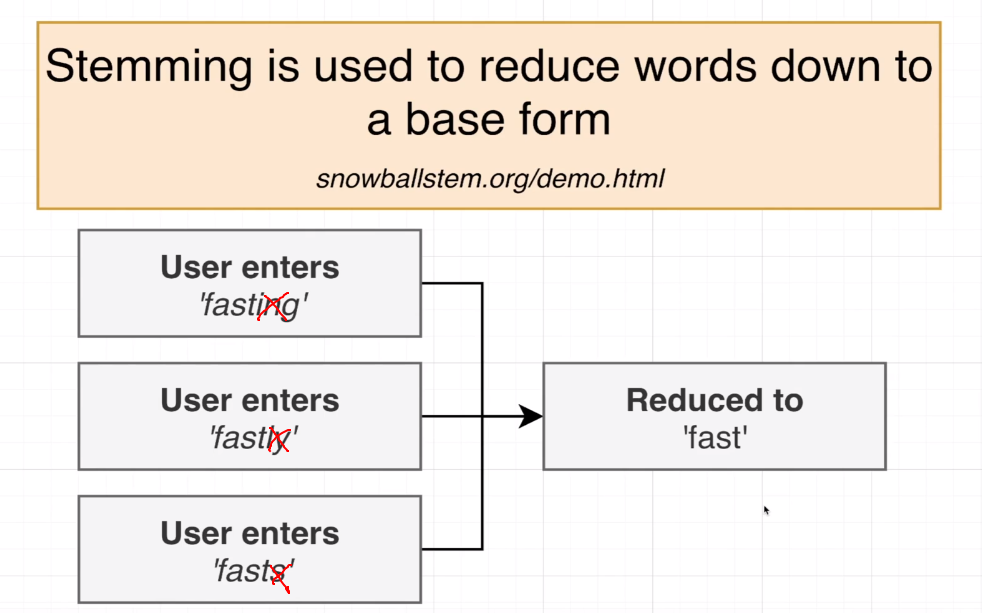 Stemming is used to reduce words down to
a base form
snowballstem.org/demo.html
User enters
'fasting'
User enters
'fastly'
User enters
'fasts'
Reduced to
'fast'